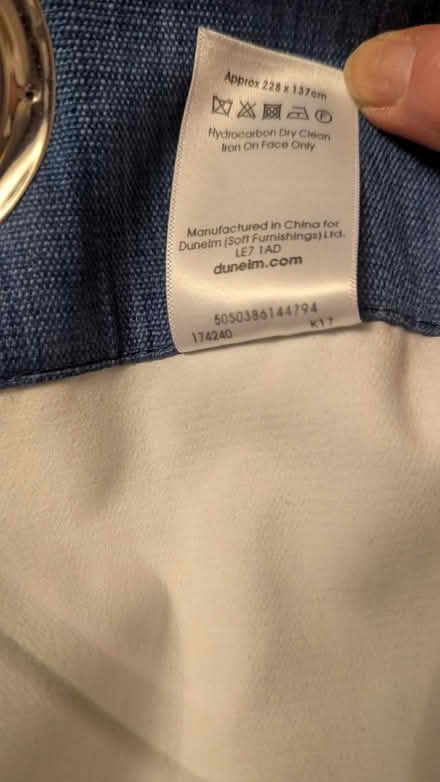 Approx 228 x 137cm
Hydrocarbon Dry Clean
Iron On Face Only
Manufactured in China for
Dunelm (Soft Furnishings) Ltd.
LE7 1AD
dunelm.com
5050386144794
174240 K17